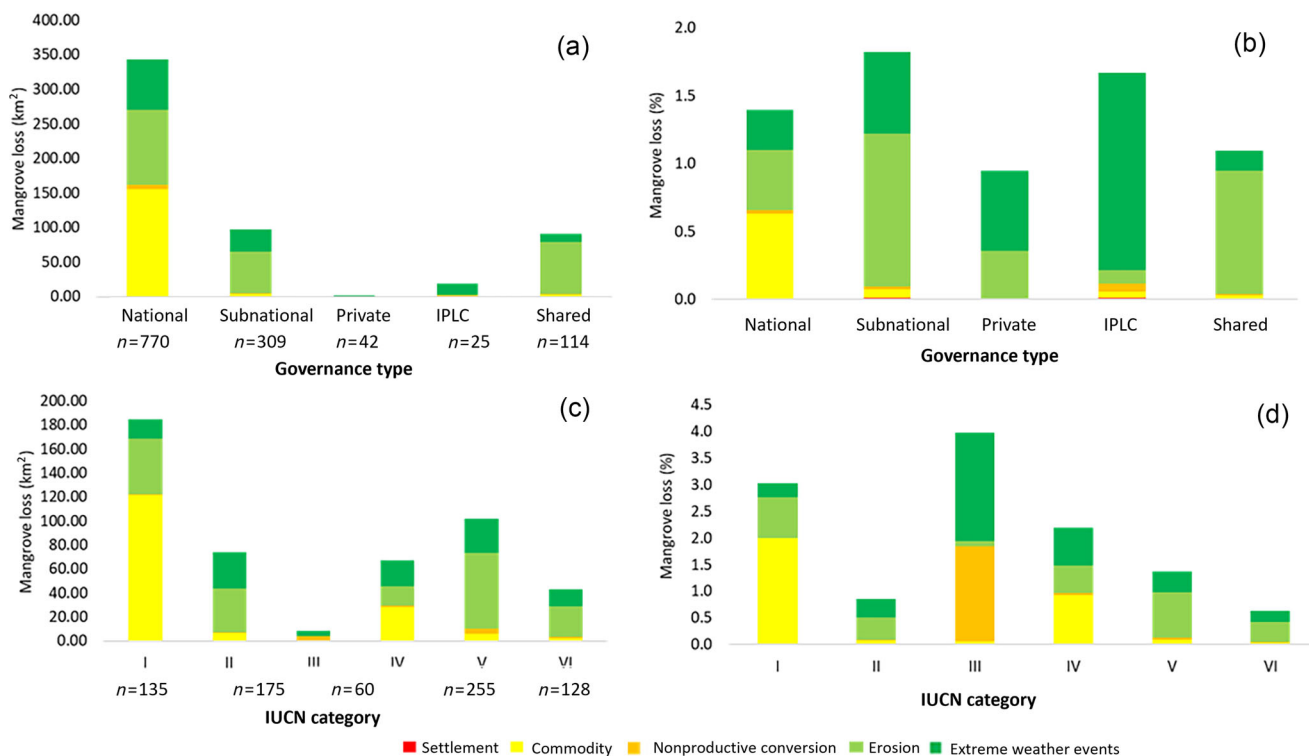 (a)
Mangrove loss (km²)
400.00
350.00
300.00
250.00
200.00
150.00
100.00
50.00
0.00
National Subnational Private IPLC Shared
n=770 n=309 n=42 n=25 n=114
Governance type
(b)
Mangrove loss (%)
2.0
1.5
1.0
0.5
0.0
National Subnational Private IPLC Shared
Governance type
(c)
Mangrove loss (km²)
200.00
180.00
160.00
140.00
120.00
100.00
80.00
60.00
40.00
20.00
0.00
I II III IV V VI
n=135 n=175 n=60 n=255 n=128
IUCN category
(d)
Mangrove loss (%)
4.5
4.0
3.5
3.0
2.5
2.0
1.5
1.0
0.5
0.0
I II III IV V VI
IUCN category
Settlement Commodity Nonproductive conversion Erosion Extreme weather events